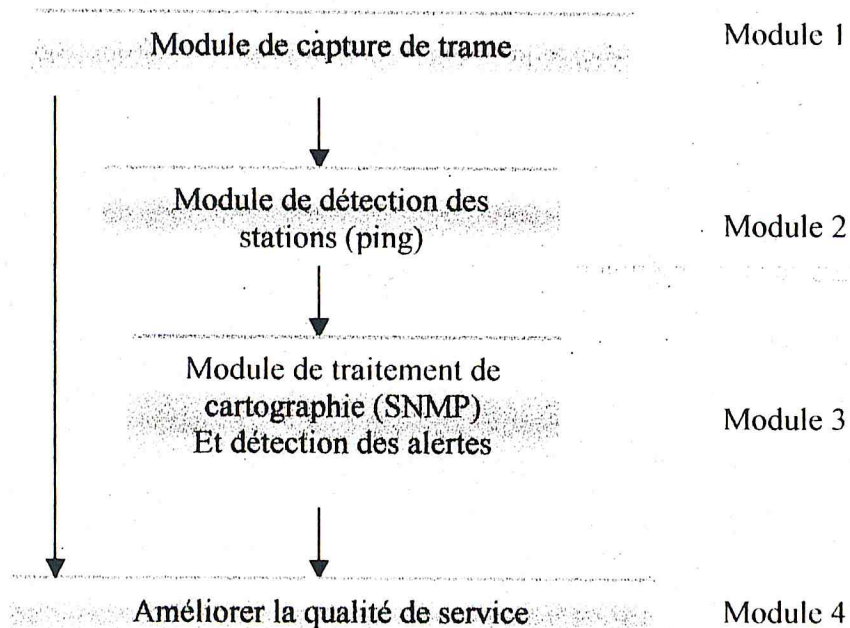 Module de capture de trame
Module 1
Module de détection des
stations (ping)
Module 2
Module de traitement de
cartographie (SNMP)
Et détection des alertes
Module 3
Améliorer la qualité de service
Module 4